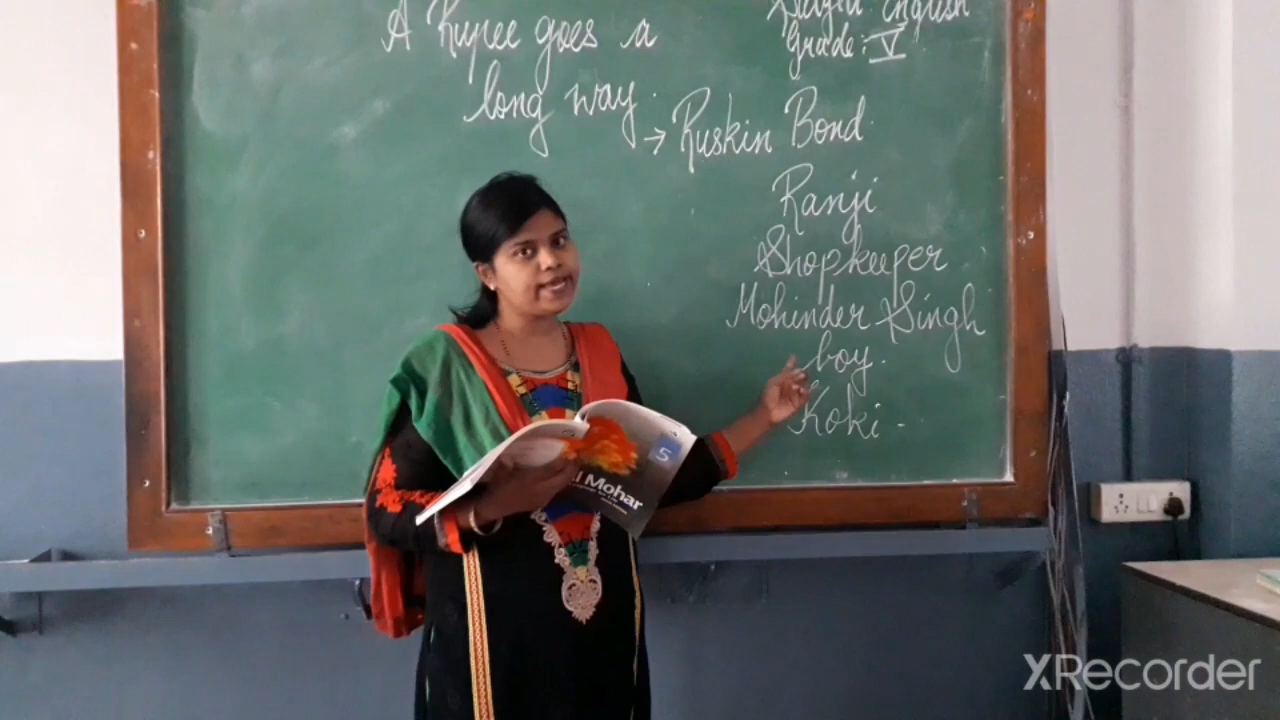 A Rupee goes a
long way.
English
Grade: V
→ Ruskin Bond
Ranji
Shopkeeper
Mohinder Singh
boy.
Koki
5
Mohar
XRecorder